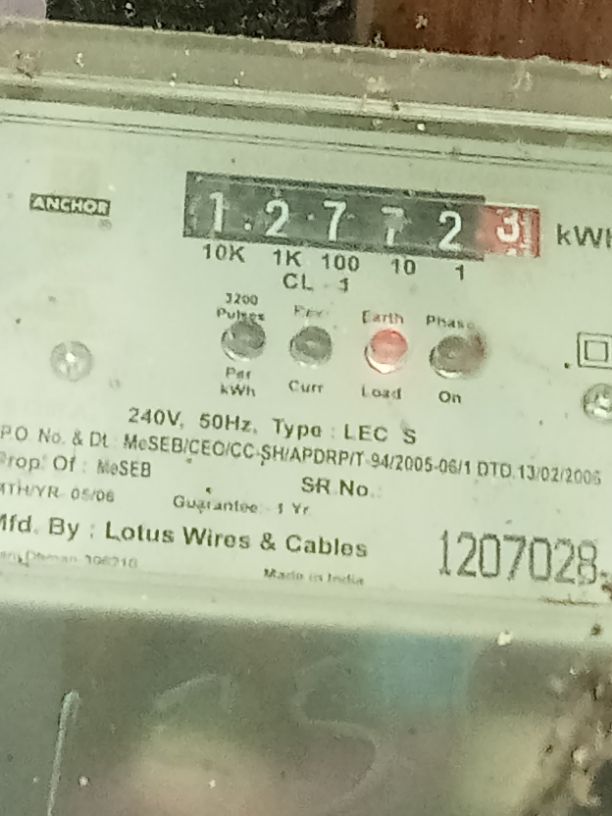 ANCHOR
1 2 7 7 2 3 kWh
10K 1K 100 10 1
CL 1
3200
Pulses Rev Earth Phase
Per
kWh Curr Load On
240V, 50Hz, Type : LEC S
P.O No. & Dt : MeSEB/CEO/CC-SH/APDRP/T-94/2005-06/1 DTD.13/02/2006
Prop. Of : MeSEB
MTH/YR- 05/06 SR.No.:
Guarantee - 1 Yr
Mfd. By : Lotus Wires & Cables
1207028
Made in India